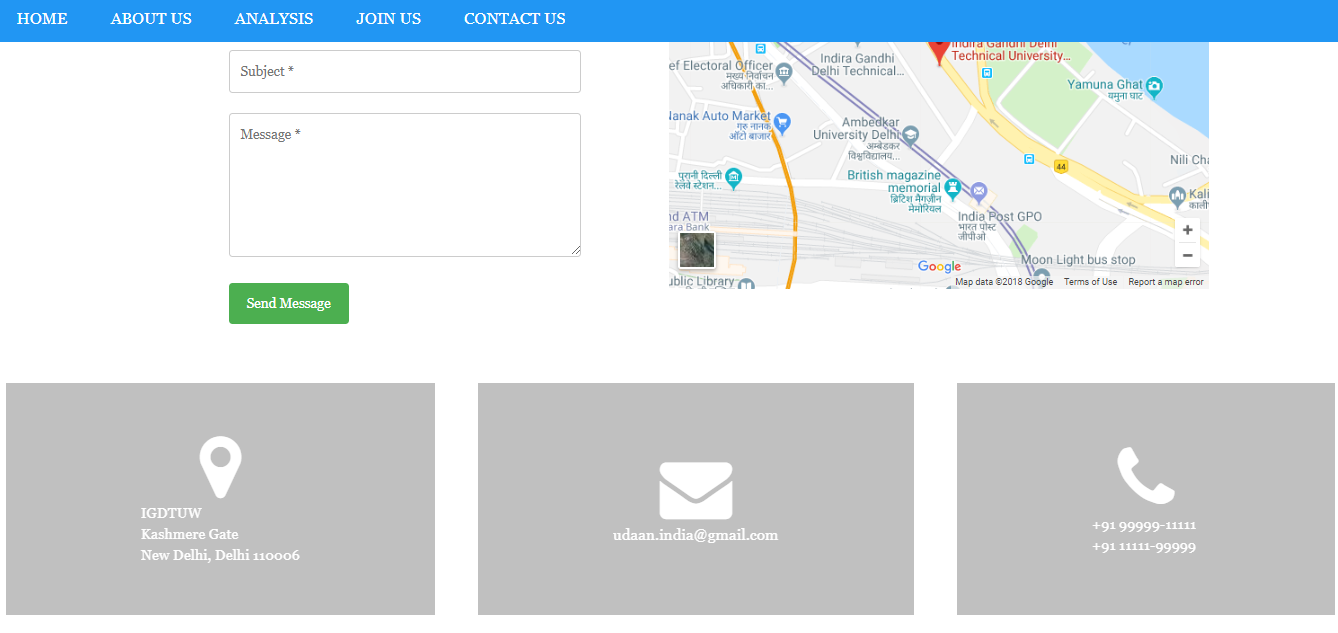 HOME ABOUT US ANALYSIS JOIN US CONTACT US
Subject *
Message *
Send Message
Indira Gandhi Delhi
Technical University...
Indira Gandhi
Delhi Technical...
ef Electoral Officer
मुख्य निर्वाचन
अधिकारी का...
Yamuna Ghat
यमुना घाट
Nanak Auto Market
गुरु नानक
ऑटो बाजार
Ambedkar
University Delhi
अम्बेडकर
विश्वविद्यालय...
44
Nili Cha
पुरानी दिल्ली
रेलवे स्टेशन...
British magazine
memorial
ब्रिटिश मैगजीन
मेमोरियल
Kali
काली
nd ATM
ara Bank
India Post GPO
भारत पोस्ट
जीपीओ
Moon Light bus stop
ublic Library
Google
Map data ©2018 Google Terms of Use Report a map error
IGDTUW
Kashmere Gate
New Delhi, Delhi 110006
udaan.india@gmail.com
+91 99999-11111
+91 11111-99999